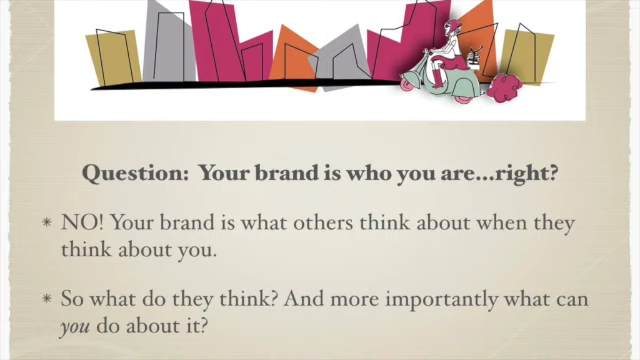 Question: Your brand is who you are...right?
* NO! Your brand is what others think about when they
think about you.
* So what do they think? And more importantly what can
you do about it?